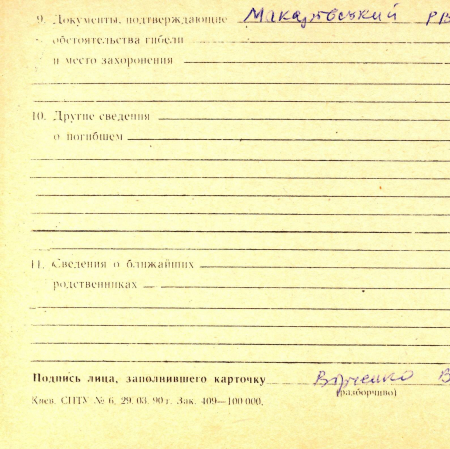 9. Документы, подтверждающие Макарівський РВ
обстоятельства гибели
и место захоронения
10. Другие сведения
о погибшем
11. Сведения о ближайших
родственниках
Подпись лица, заполнившего карточку В
(разборчиво)
Киев. СПТУ № 6. 29. 03. 90 г. Зак. 409—100 000.